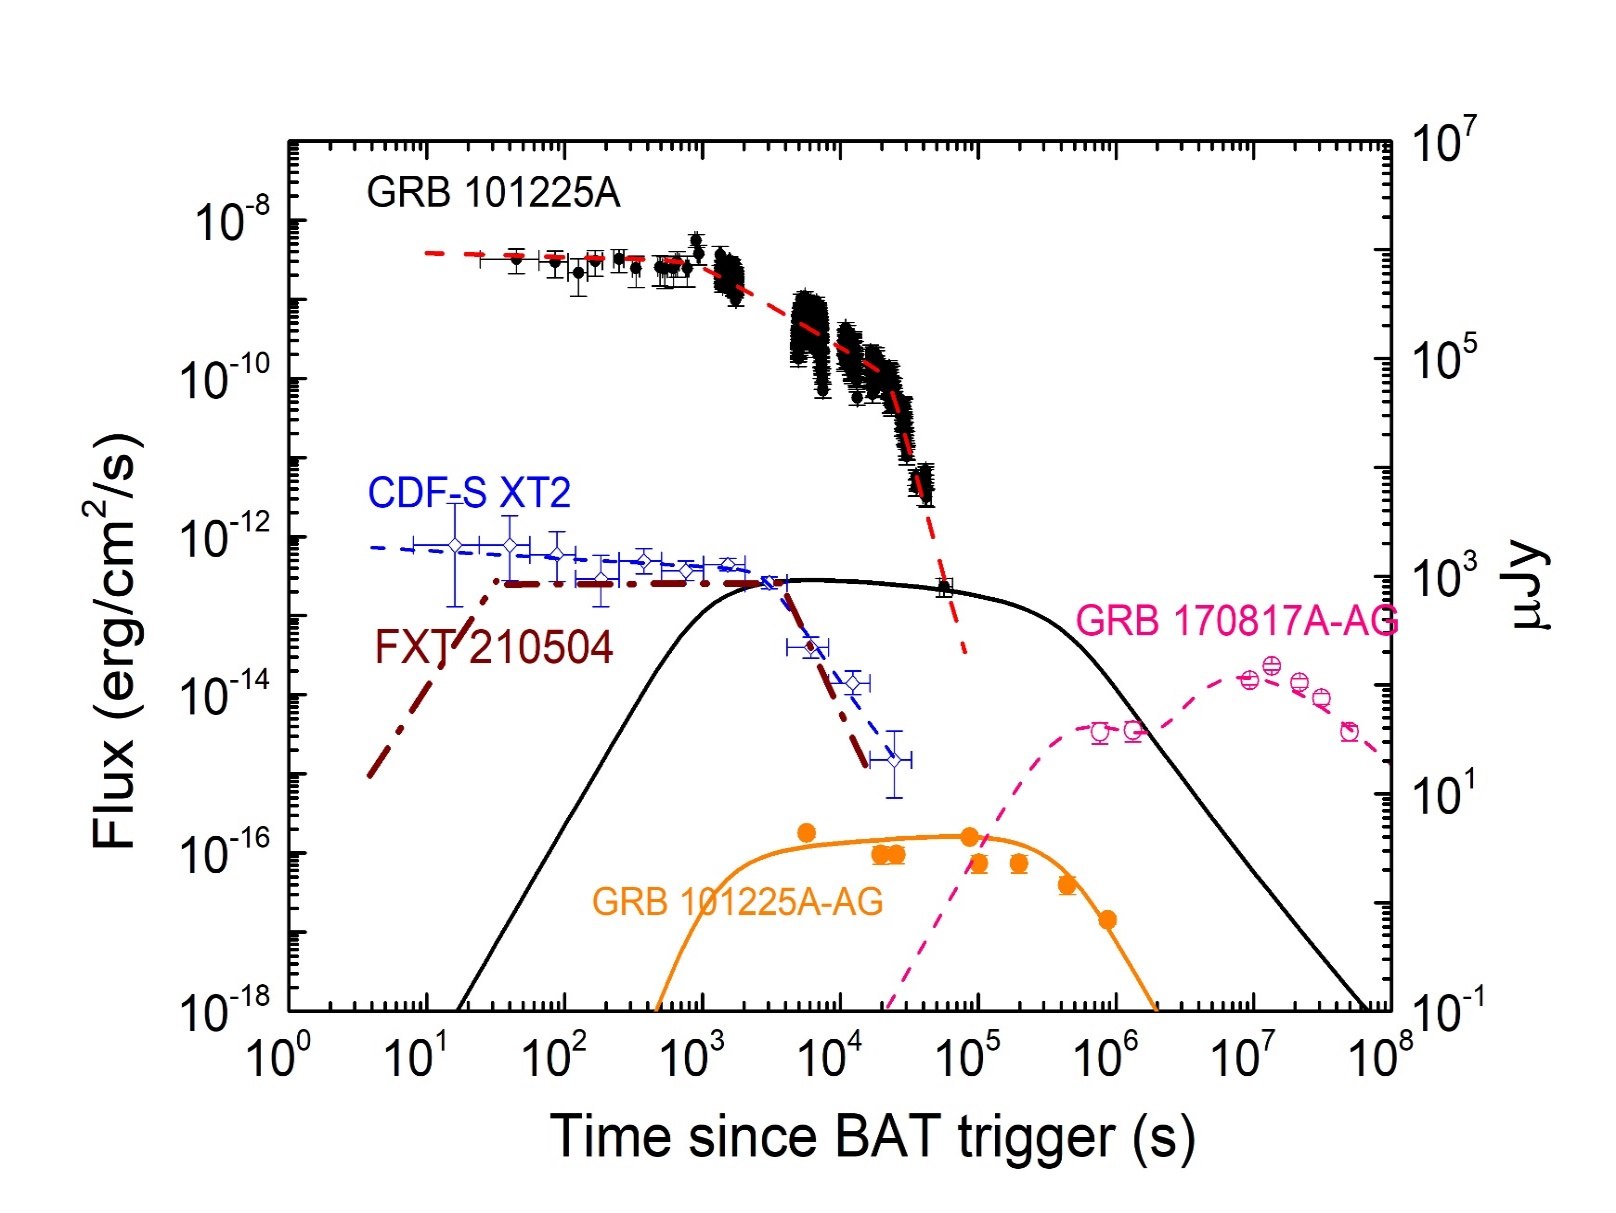 GRB 101225A
CDF-S XT2
FXT 210504
GRB 170817A-AG
GRB 101225A-AG
10⁻⁸
10⁻¹⁰
10⁻¹²
10⁻¹⁴
10⁻¹⁶
10⁻¹⁸
Flux (erg/cm²/s)
10⁷
10⁵
10³
10¹
10⁻¹
μJy
10⁰ 10¹ 10² 10³ 10⁴ 10⁵ 10⁶ 10⁷ 10⁸
Time since BAT trigger (s)